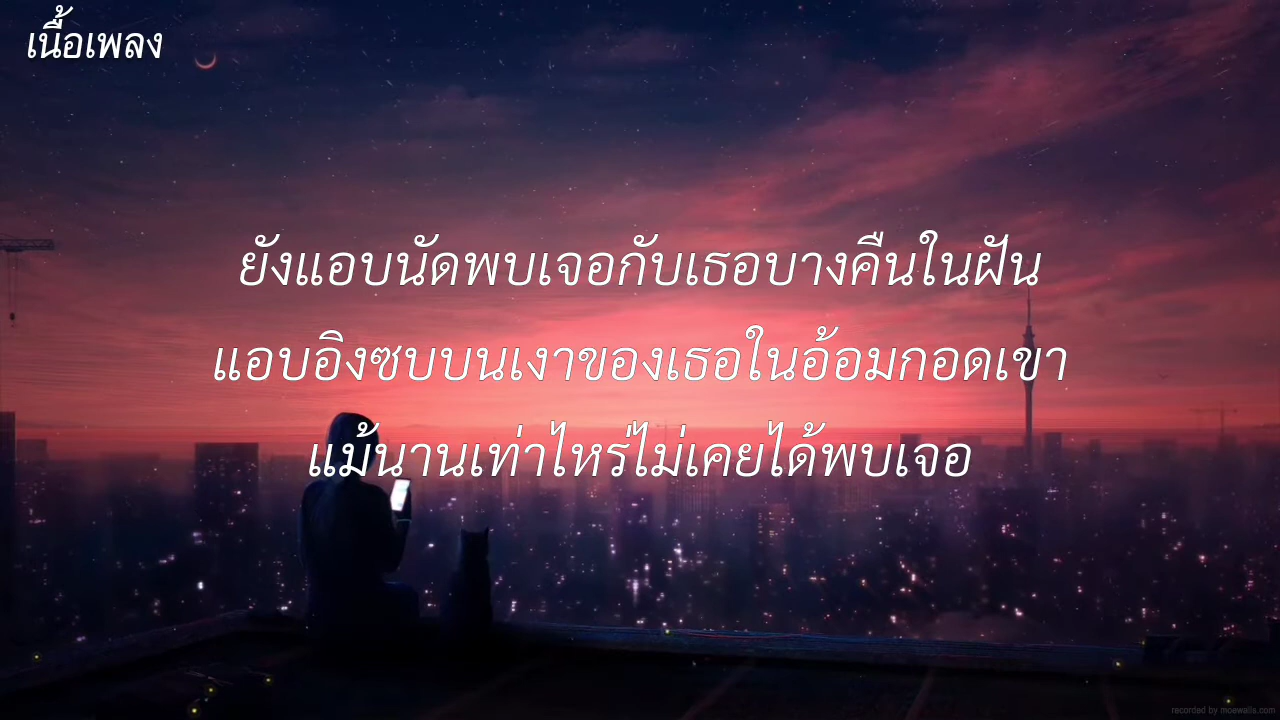 เนื้อเพลง
ยังแอบนัดพบเจอกับเธอบางคืนในฝัน
แอบอิงซบบนเงาของเธอในอ้อมกอดเขา
แม้นานเท่าไหร่ไม่เคยได้พบเจอ
recorded by moewalls.com